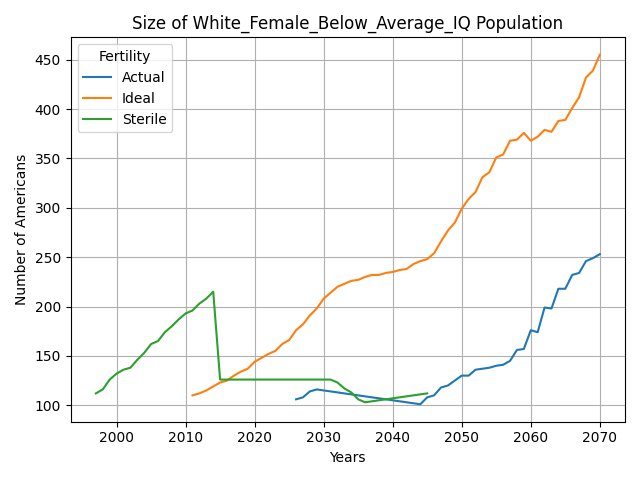 Size of White_Female_Below_Average_IQ Population
Fertility
Actual
Ideal
Sterile
Number of Americans
450
400
350
300
250
200
150
100
2000 2010 2020 2030 2040 2050 2060 2070
Years